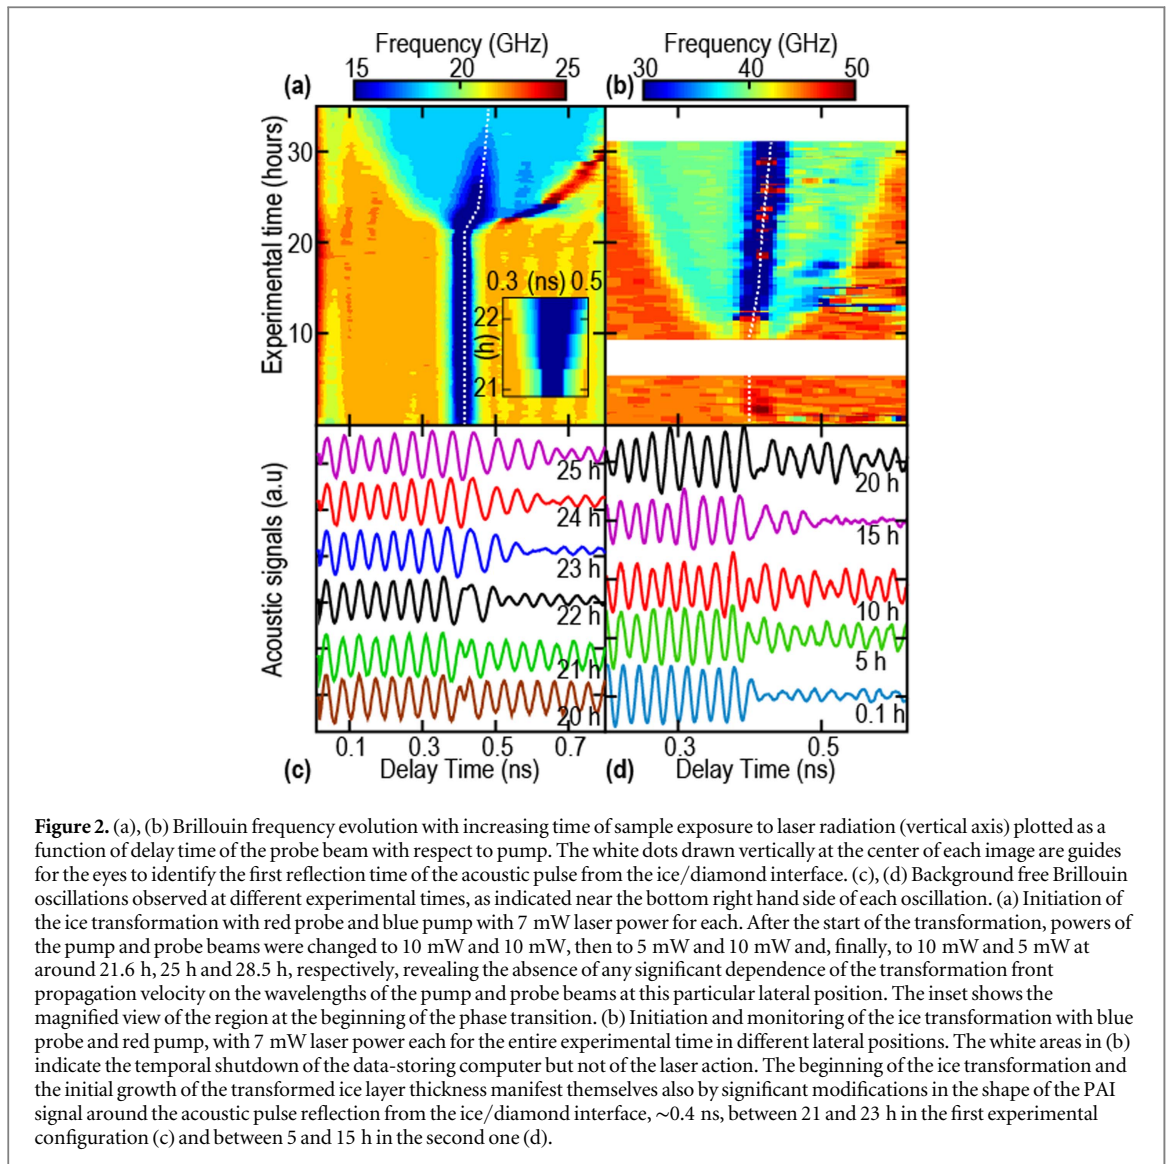 Frequency (GHz)
Frequency (GHz)
15 20 25
30 40 50
(a)
(b)
Experimental time (hours)
30
20
10
0.3 (ns) 0.5
22
(h)
21
Acoustic signals (a.u)
25 h
24 h
23 h
22 h
21 h
20 h
20 h
15 h
10 h
5 h
0.1 h
0.1 0.3 0.5 0.7
0.3 0.5
(c)
Delay Time (ns)
(d)
Delay Time (ns)
Figure 2. (a), (b) Brillouin frequency evolution with increasing time of sample exposure to laser radiation (vertical axis) plotted as a
function of delay time of the probe beam with respect to pump. The white dots drawn vertically at the center of each image are guides
for the eyes to identify the first reflection time of the acoustic pulse from the ice/diamond interface. (c), (d) Background free Brillouin
oscillations observed at different experimental times, as indicated near the bottom right hand side of each oscillation. (a) Initiation of
the ice transformation with red probe and blue pump with 7 mW laser power for each. After the start of the transformation, powers of
the pump and probe beams were changed to 10 mW and 10 mW, then to 5 mW and 10 mW and, finally, to 10 mW and 5 mW at
around 21.6 h, 25 h and 28.5 h, respectively, revealing the absence of any significant dependence of the transformation front
propagation velocity on the wavelengths of the pump and probe beams at this particular lateral position. The inset shows the
magnified view of the region at the beginning of the phase transition. (b) Initiation and monitoring of the ice transformation with blue
probe and red pump, with 7 mW laser power each for the entire experimental time in different lateral positions. The white areas in (b)
indicate the temporal shutdown of the data-storing computer but not of the laser action. The beginning of the ice transformation and
the initial growth of the transformed ice layer thickness manifest themselves also by significant modifications in the shape of the PAI
signal around the acoustic pulse reflection from the ice/diamond interface, ~0.4 ns, between 21 and 23 h in the first experimental
configuration (c) and between 5 and 15 h in the second one (d).